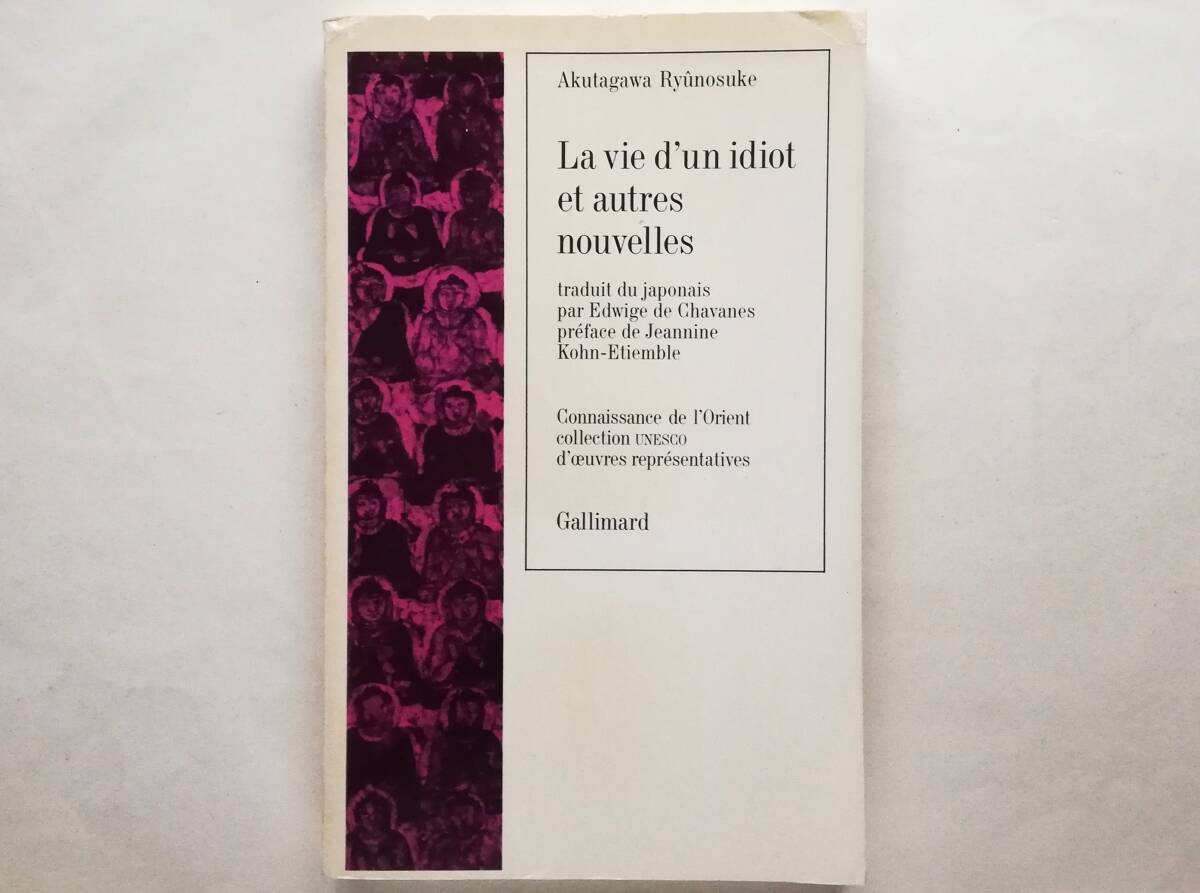 Akutagawa Ryûnosuke
La vie d'un idiot
et autres
nouvelles
traduit du japonais
par Edwige de Chavanes
préface de Jeannine
Kohn-Etiemble
Connaissance de l'Orient
collection UNESCO
d'œuvres représentatives
Gallimard